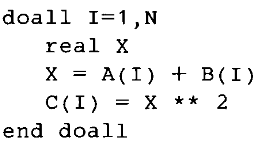 doall I=1,N
   real X
   X = A(I) + B(I)
   C(I) = X ** 2
end doall